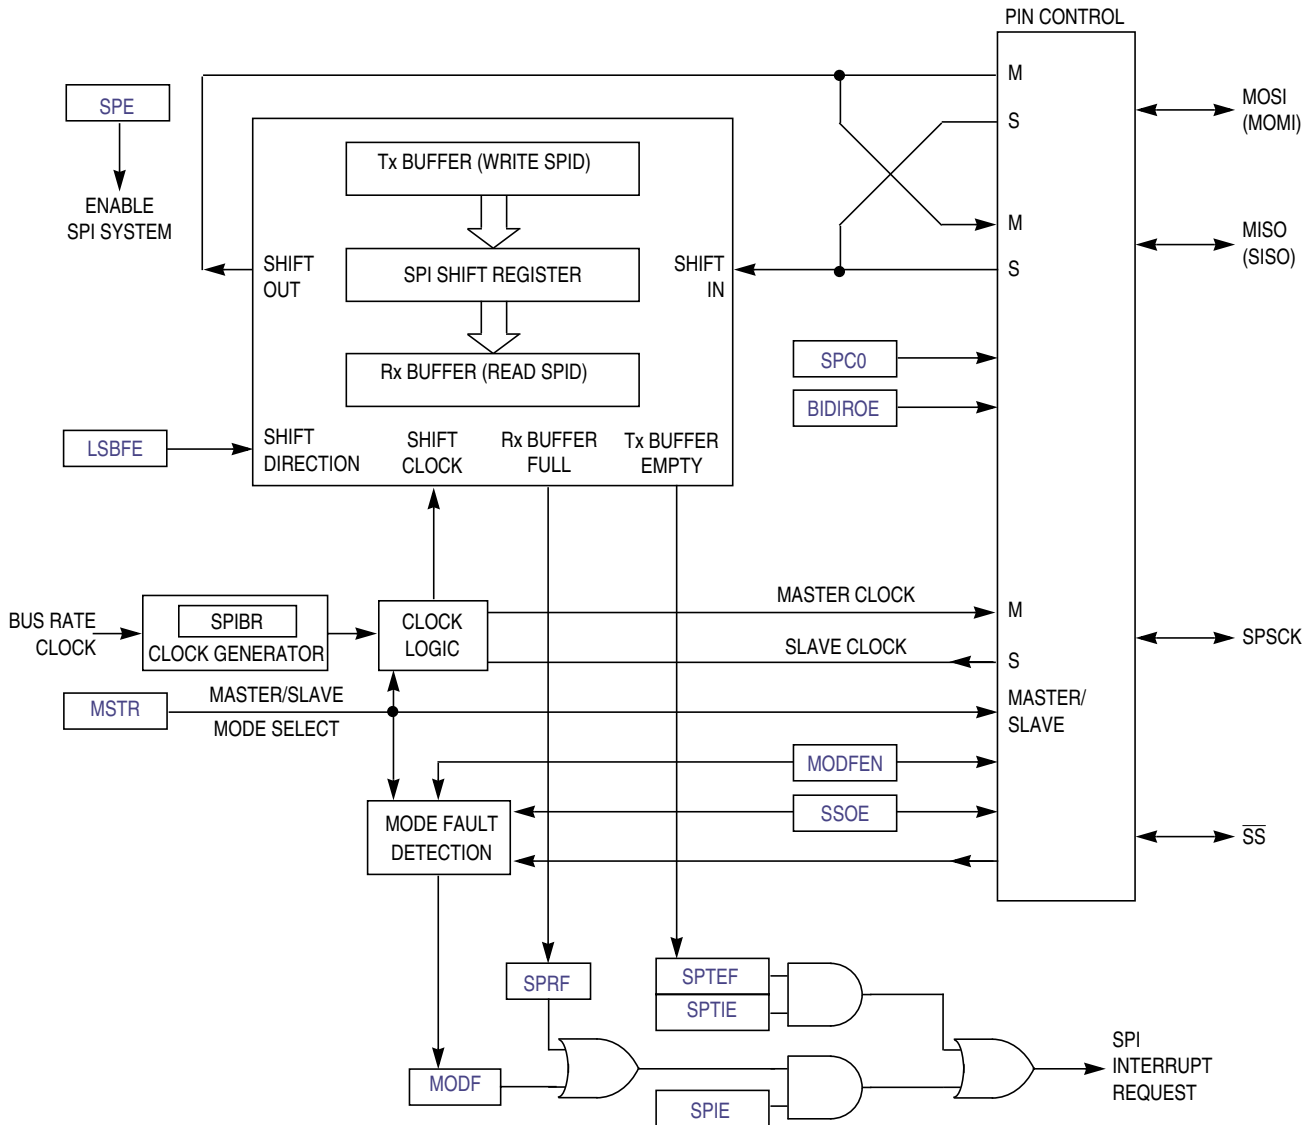 PIN CONTROL
M
MOSI
(MOMI)
SPE
S
Tx BUFFER (WRITE SPID)
ENABLE
SPI SYSTEM
M
MISO
(SISO)
SHIFT
OUT
SPI SHIFT REGISTER
SHIFT
IN
S
SPC0
Rx BUFFER (READ SPID)
BIDIROE
LSBFE
SHIFT
DIRECTION
SHIFT
CLOCK
Rx BUFFER
FULL
Tx BUFFER
EMPTY
BUS RATE
CLOCK
SPIBR
CLOCK GENERATOR
CLOCK
LOGIC
MASTER CLOCK
M
SLAVE CLOCK
S
SPSCK
MSTR
MASTER/SLAVE
MODE SELECT
MASTER/
SLAVE
MODFEN
MODE FAULT
DETECTION
SSOE
SS
SPRF
SPTEF
SPTIE
MODF
SPIE
SPI
INTERRUPT
REQUEST